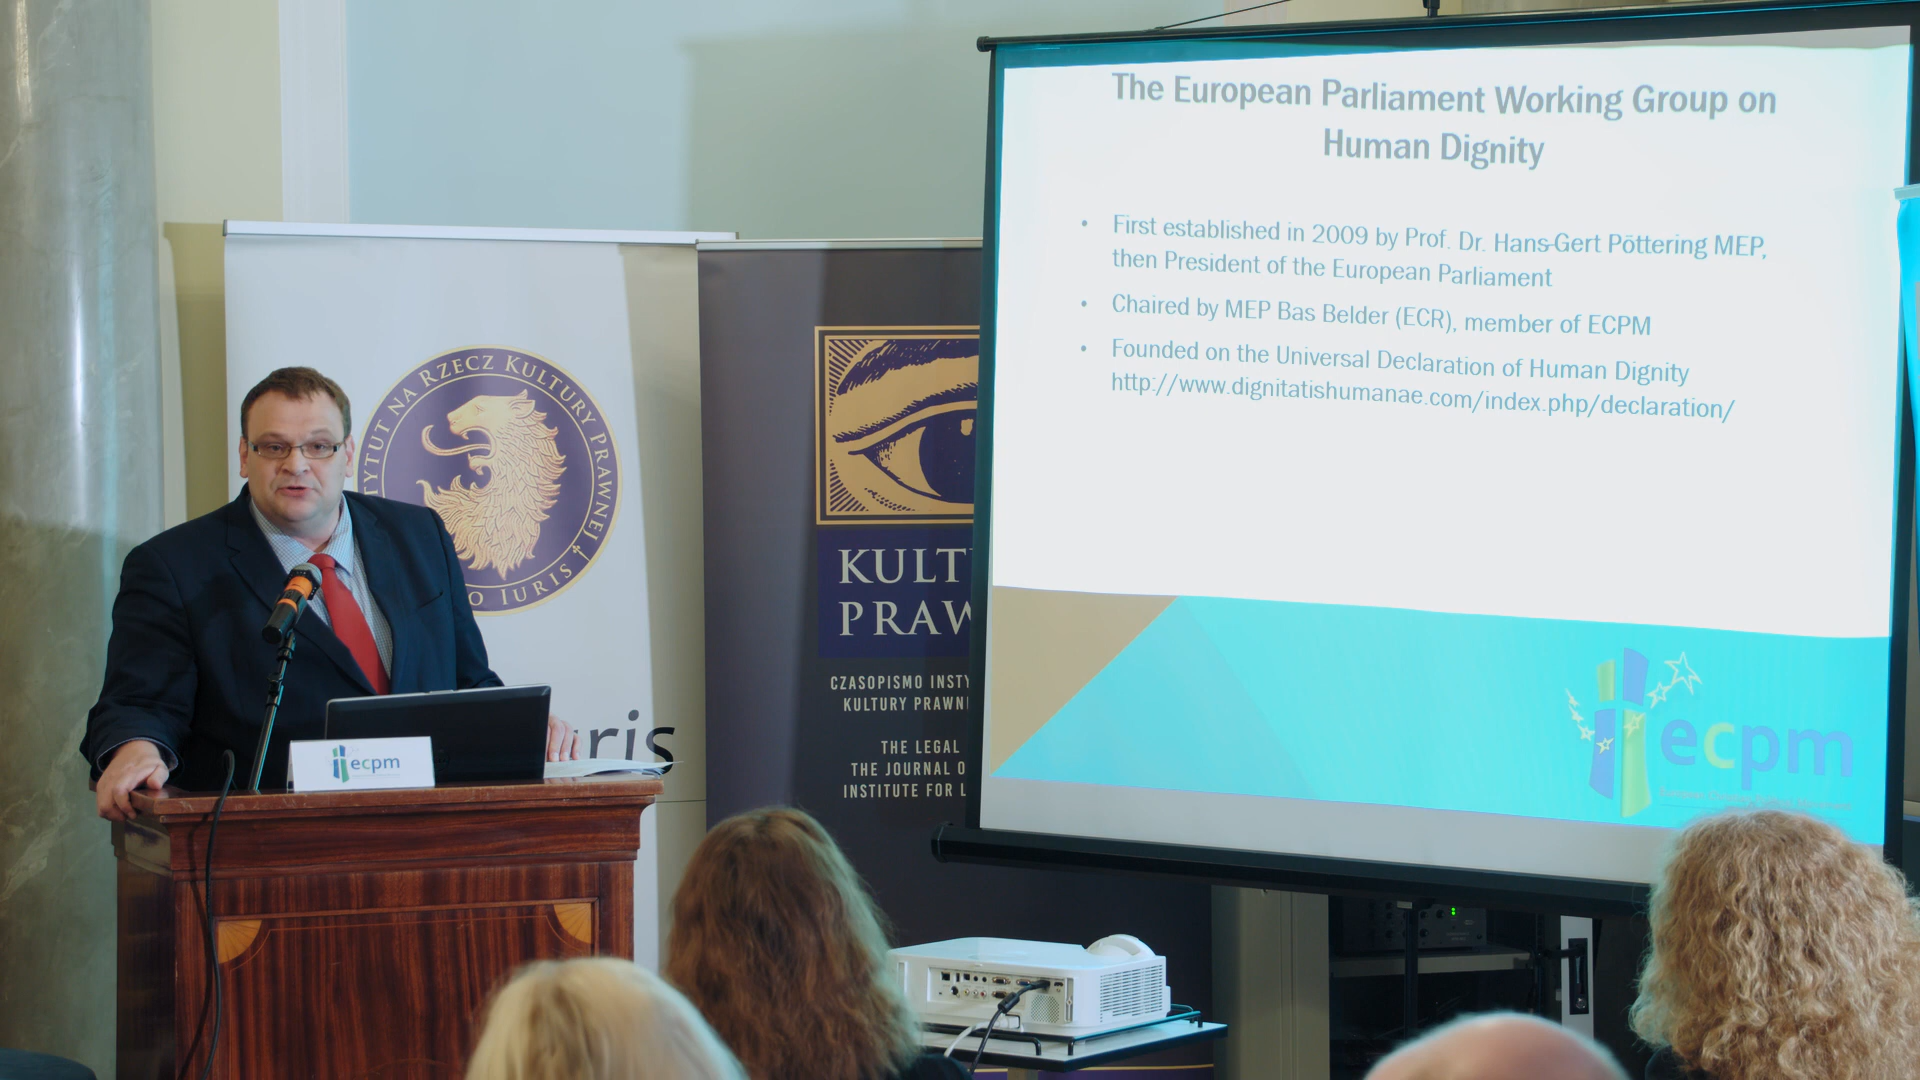 The European Parliament Working Group on
Human Dignity
• First established in 2009 by Prof. Dr. Hans-Gert Pöttering MEP,
then President of the European Parliament
• Chaired by MEP Bas Belder (ECR), member of ECPM
• Founded on the Universal Declaration of Human Dignity
http://www.dignitatishumanae.com/index.php/declaration/
ecpm
TYTUT NA RZECZ KULTURY PRAWNEJ
O IURIS
uris
KULT
PRAW
CZASOPISMO INSTY
KULTURY PRAWN
THE LEGAL
THE JOURNAL O
INSTITUTE FOR L
ecpm